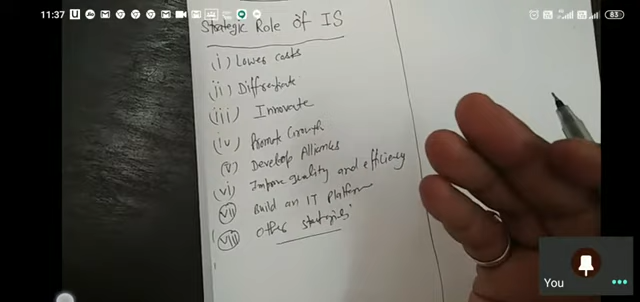 11:37
83
Strategic Role of IS
(i) Lower costs
(ii) Differentiate
(iii) Innovate
(iv) Promote Growth
(v) Develop Alliances
(vi) Improve quality and efficiency
(vii) Build an IT Platform
(viii) Other strategies
You